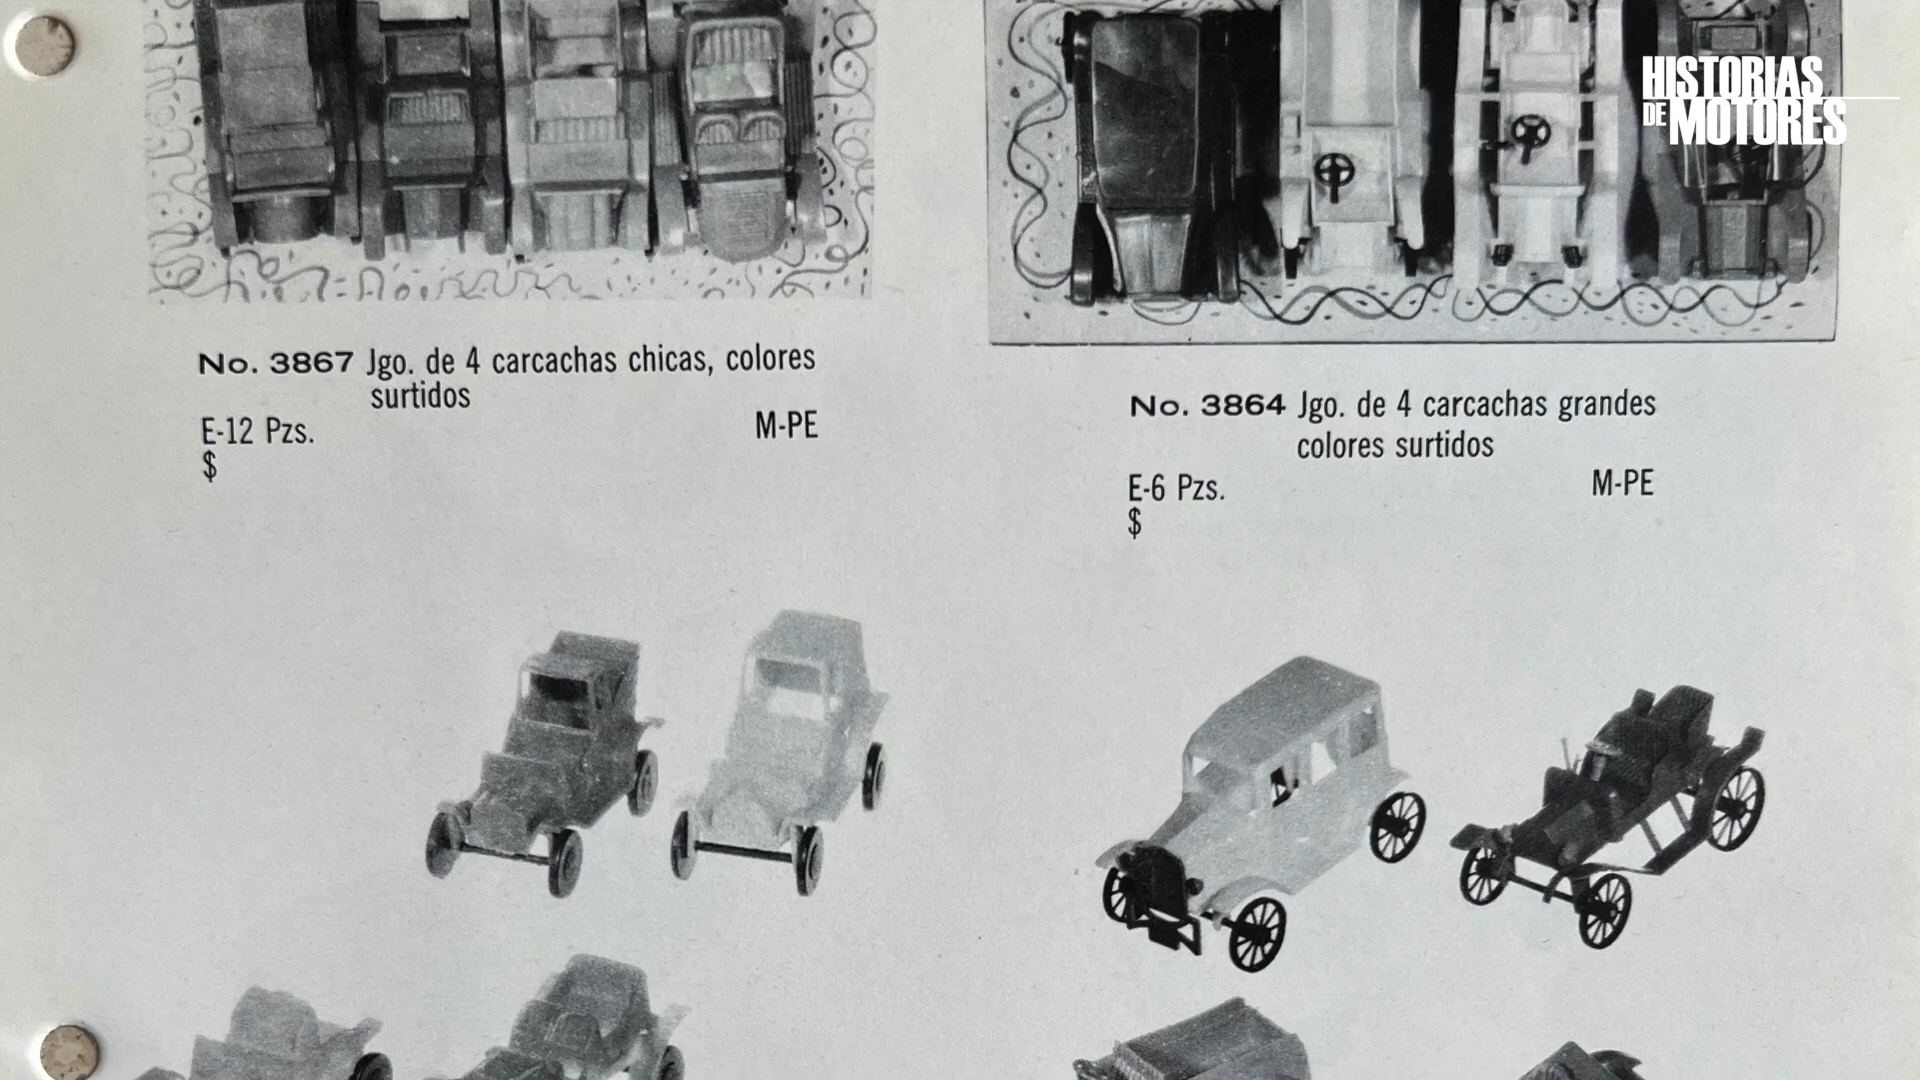 HISTORIAS
DE MOTORES
No. 3867 Jgo. de 4 carcachas chicas, colores
surtidos
E-12 Pzs. M-PE
$
No. 3864 Jgo. de 4 carcachas grandes
colores surtidos
E-6 Pzs. M-PE
$